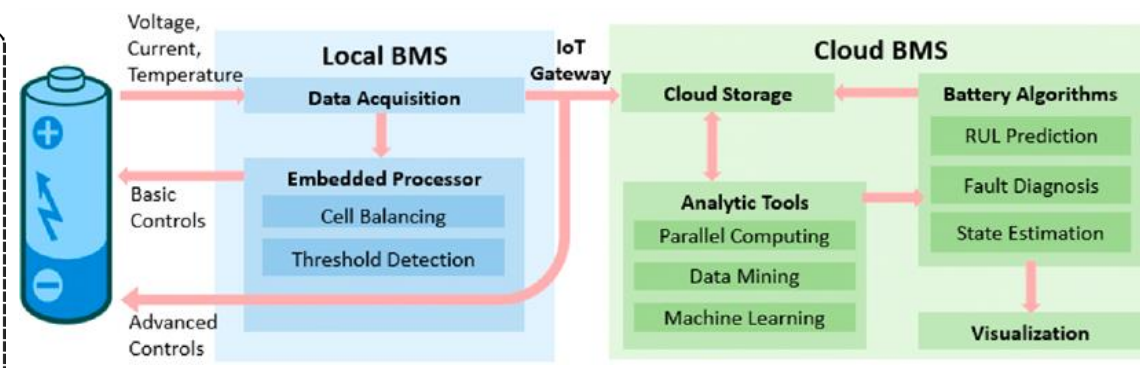 Voltage,
Current,
Temperature
Local BMS
Data Acquisition
Embedded Processor
Cell Balancing
Threshold Detection
Basic
Controls
Advanced
Controls
IoT
Gateway
Cloud BMS
Cloud Storage
Analytic Tools
Parallel Computing
Data Mining
Machine Learning
Battery Algorithms
RUL Prediction
Fault Diagnosis
State Estimation
Visualization